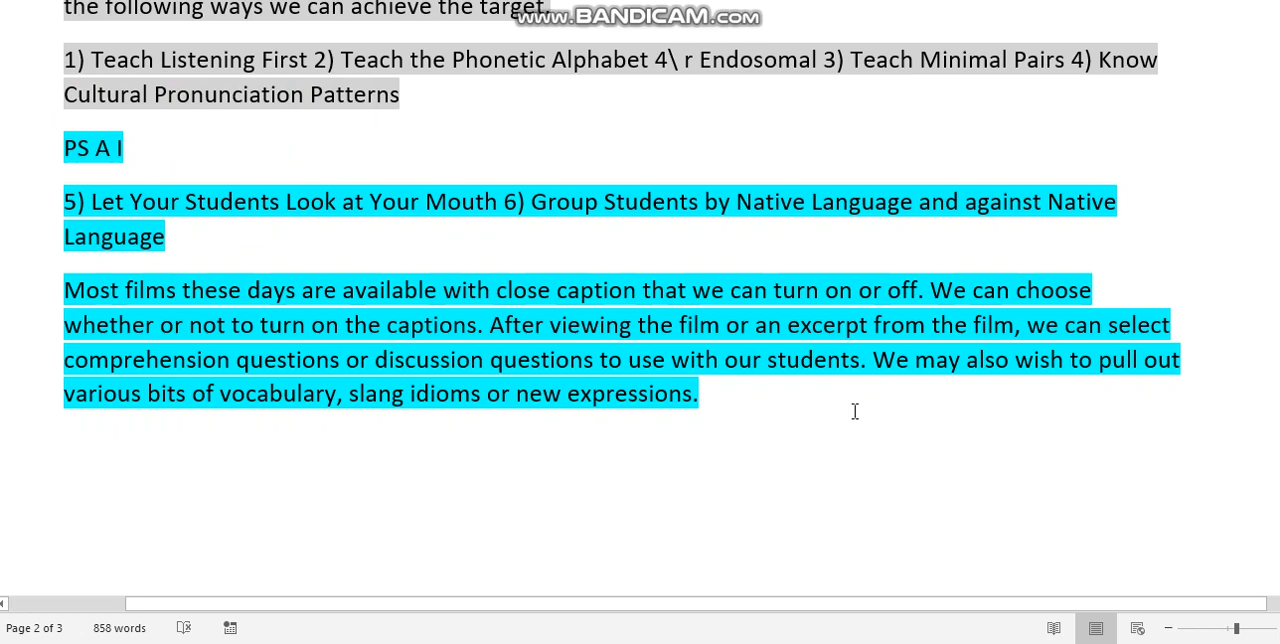 the following ways we can achieve the target.
www.BANDICAM.com
1) Teach Listening First 2) Teach the Phonetic Alphabet 4\ r Endosomal 3) Teach Minimal Pairs 4) Know
Cultural Pronunciation Patterns
PS A I
5) Let Your Students Look at Your Mouth 6) Group Students by Native Language and against Native
Language
Most films these days are available with close caption that we can turn on or off. We can choose
whether or not to turn on the captions. After viewing the film or an excerpt from the film, we can select
comprehension questions or discussion questions to use with our students. We may also wish to pull out
various bits of vocabulary, slang idioms or new expressions.
Page 2 of 3 858 words